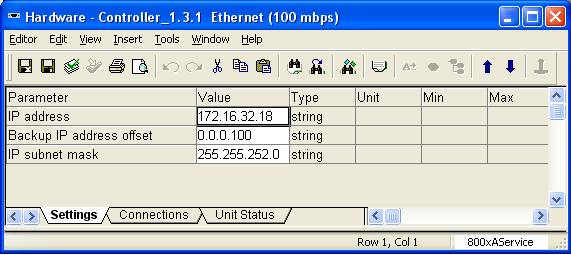 Hardware - Controller_1.3.1 Ethernet (100 mbps)
Editor Edit View Insert Tools Window Help
Parameter Value Type Unit Min Max
IP address 172.16.32.18 string
Backup IP address offset 0.0.0.100 string
IP subnet mask 255.255.252.0 string
Settings Connections Unit Status
Row 1, Col 1 800xAService